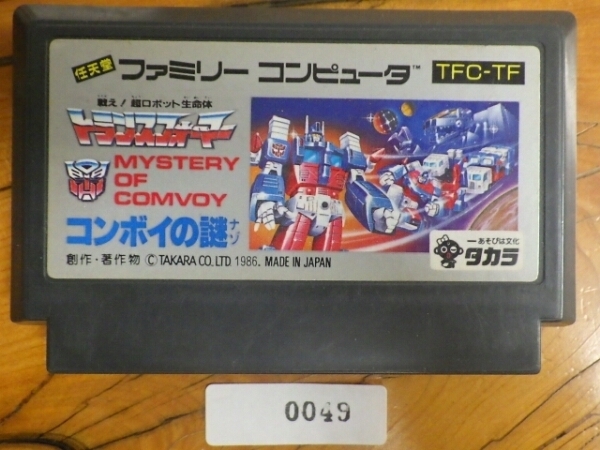 任天堂 ファミリー コンピュータ™ TFC-TF
戦え! 超ロボット生命体
トランスフォーマー
MYSTERY
OF
COMVOY
コンボイの謎
ナゾ
創作・著作物 ©TAKARA CO., LTD. 1986. MADE IN JAPAN
あそびは文化
タカラ
0049